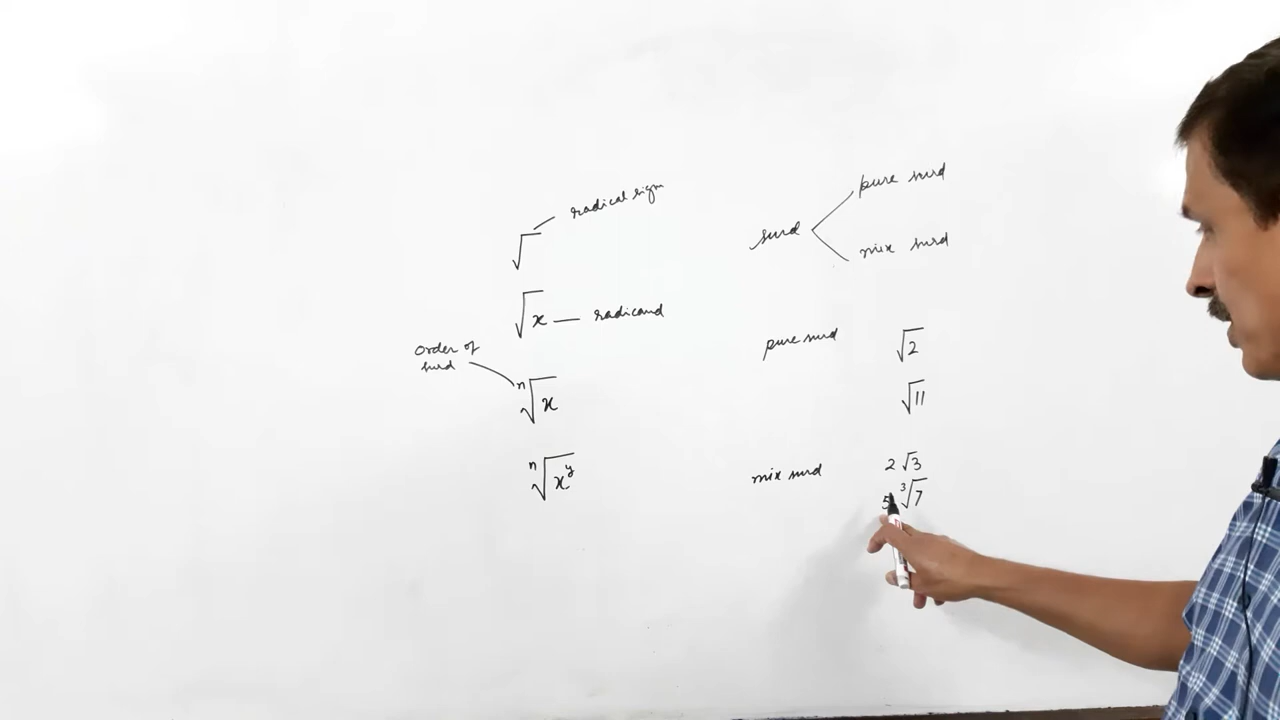 radical sign
√
√x — radicand
order of
surd
ⁿ√x
ⁿ√x^y
surd
pure surd
mix surd
pure surd √2
√11
mix surd 2√3
5 ³√7